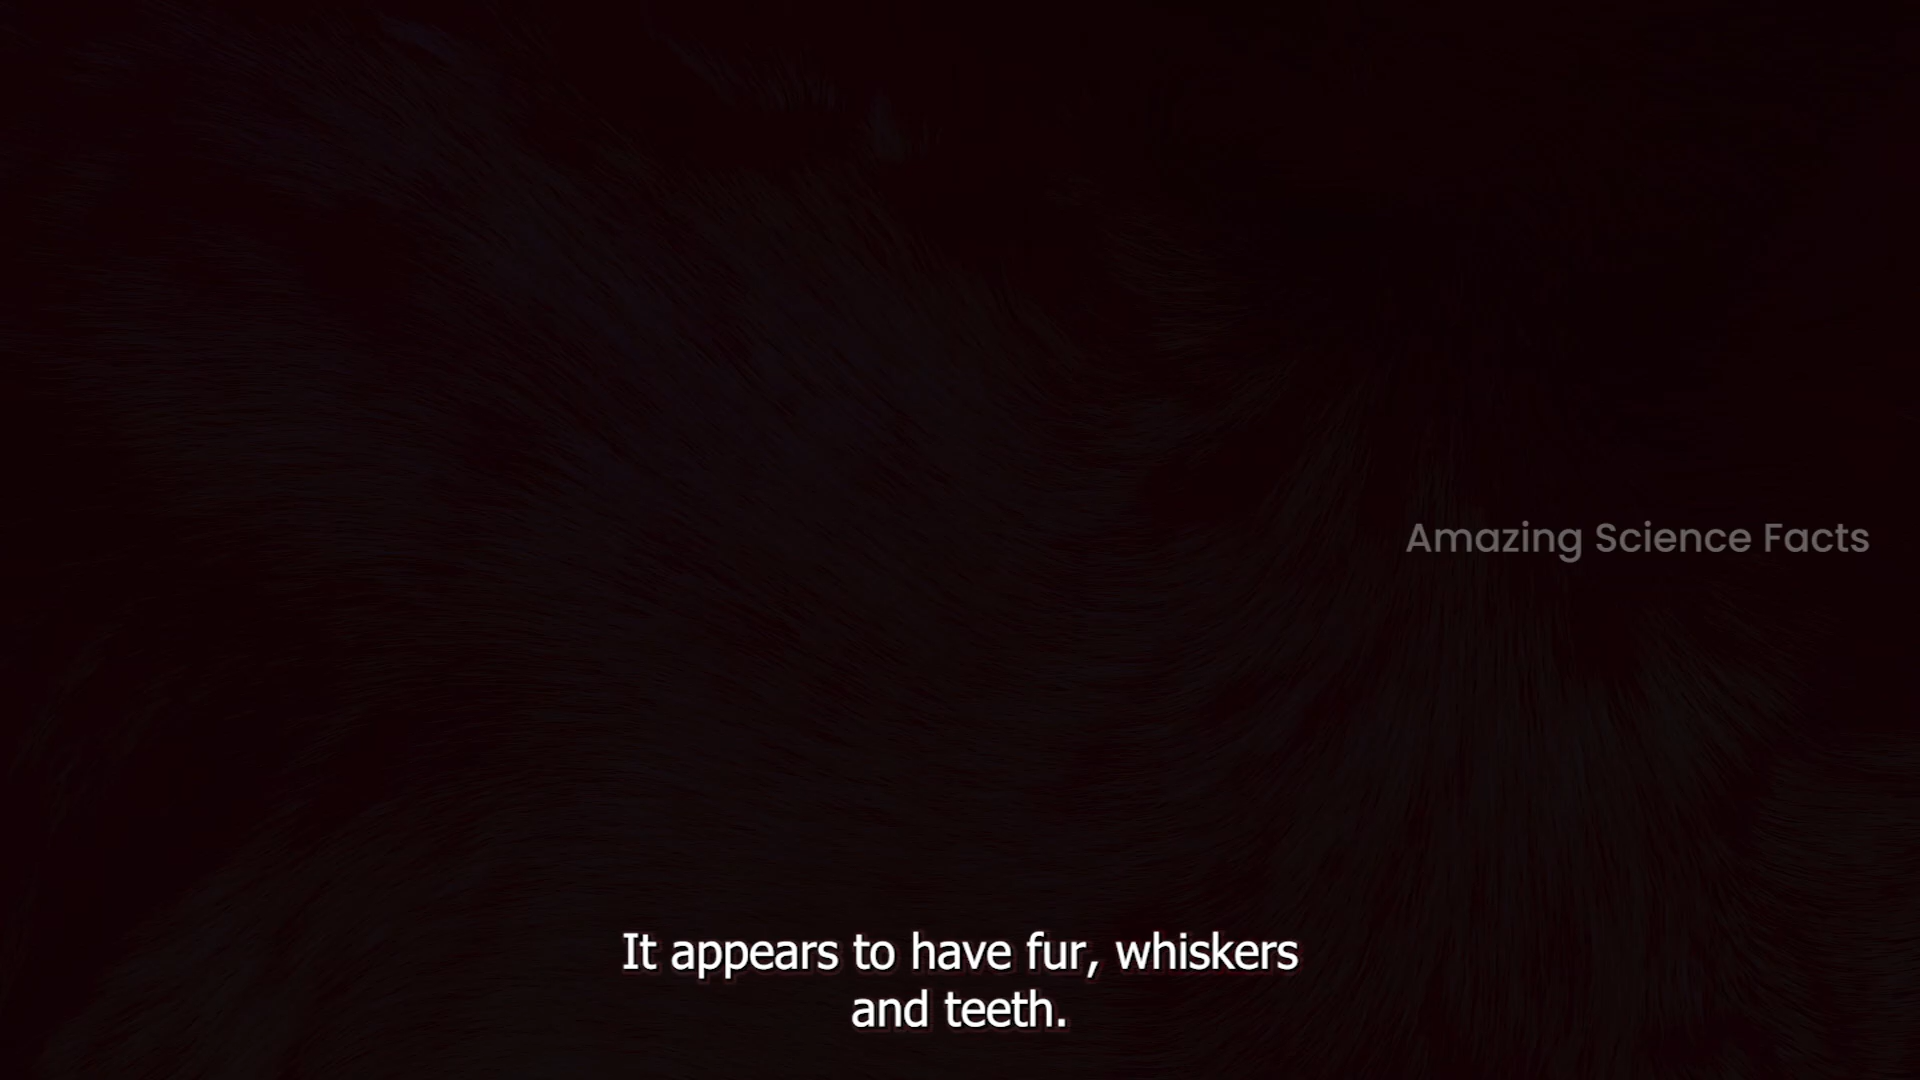 Amazing Science Facts
It appears to have fur, whiskers
and teeth.